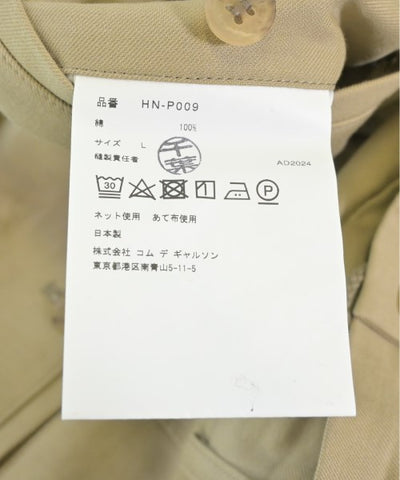 品番 HN-P009
綿 100%
サイズ L
縫製責任者 千葉
AD2024
30 P
ネット使用 あて布使用
日本製
株式会社 コム デ ギャルソン
東京都港区南青山5-11-5